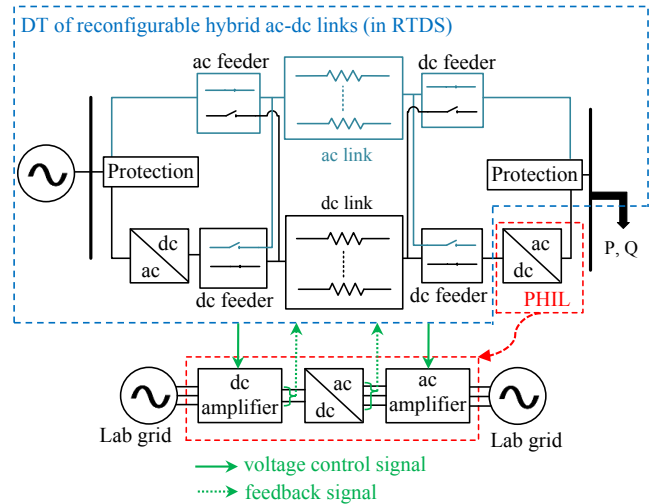 DT of reconfigurable hybrid ac-dc links (in RTDS)
ac feeder
dc feeder
ac link
Protection
Protection
dc link
dc
ac
ac
dc
P, Q
dc feeder
dc feeder
PHIL
dc
amplifier
ac
dc
ac
amplifier
Lab grid
Lab grid
voltage control signal
feedback signal